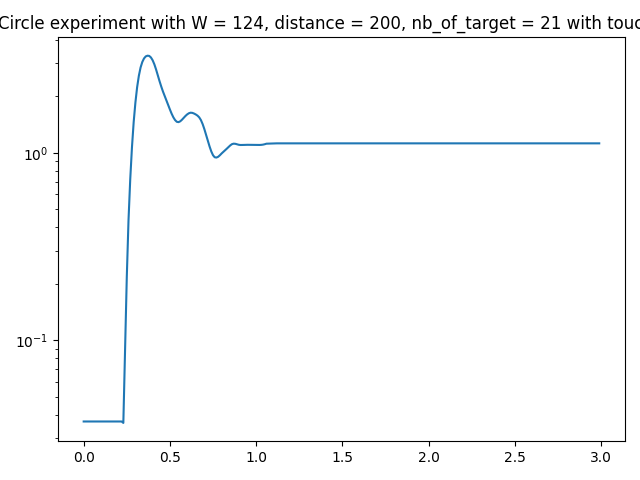 Circle experiment with W = 124, distance = 200, nb_of_target = 21 with touc
10⁰
10⁻¹
0.0 0.5 1.0 1.5 2.0 2.5 3.0